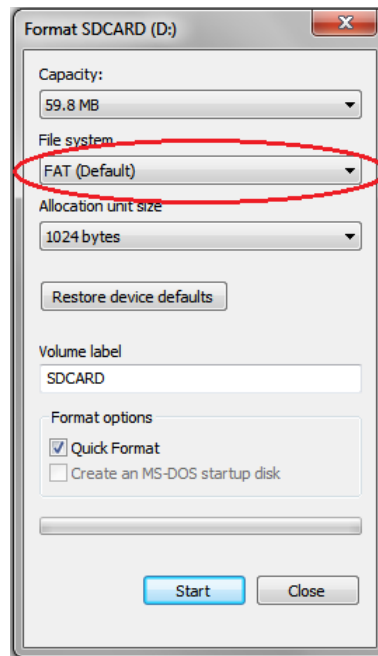 Format SDCARD (D:)
Capacity:
59.8 MB
File system
FAT (Default)
Allocation unit size
1024 bytes
Restore device defaults
Volume label
SDCARD
Format options
Quick Format
Create an MS-DOS startup disk
Start Close